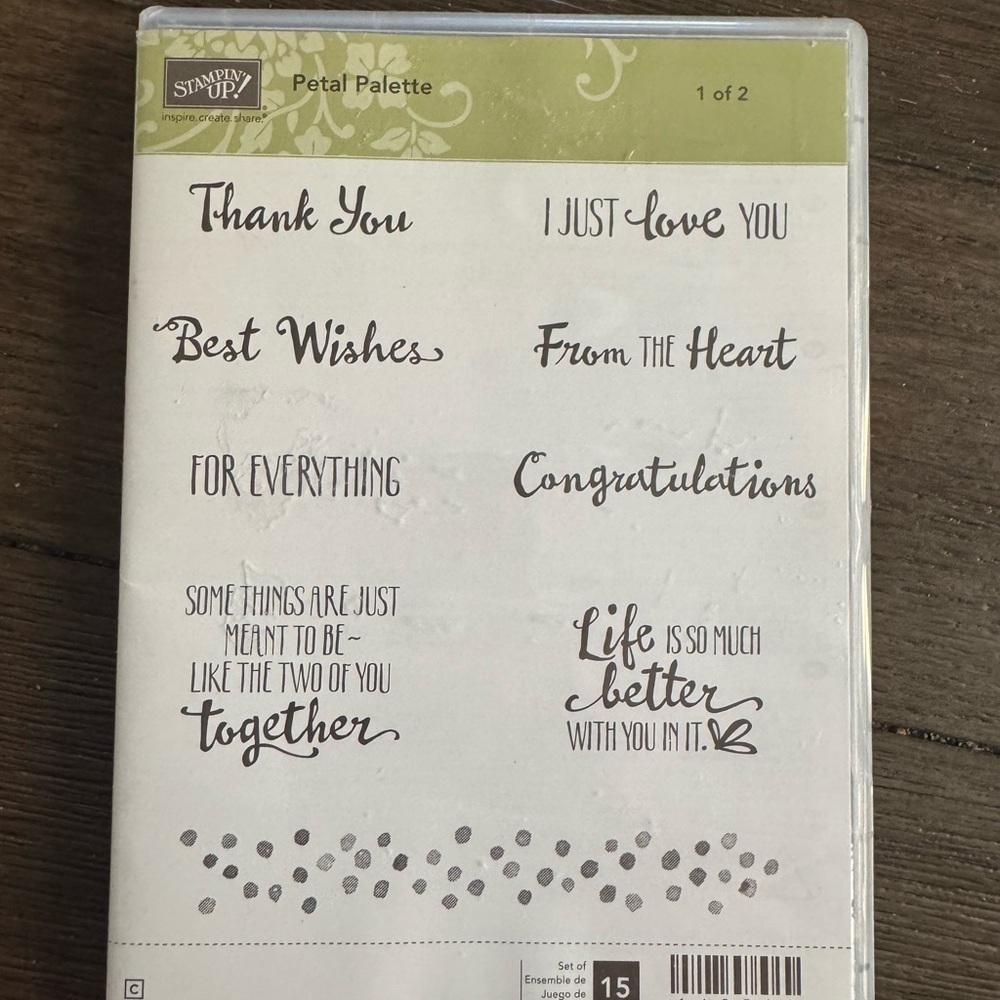 STAMPIN' UP!®
inspire.create.share.®
Petal Palette
1 of 2
Thank You
I JUST love YOU
Best Wishes
From THE Heart
FOR EVERYTHING
Congratulations
SOME THINGS ARE JUST
MEANT TO BE~
LIKE THE TWO OF YOU
together
Life IS SO MUCH
better
WITH YOU IN IT.
C
Set of
Ensemble de
Juego de
15